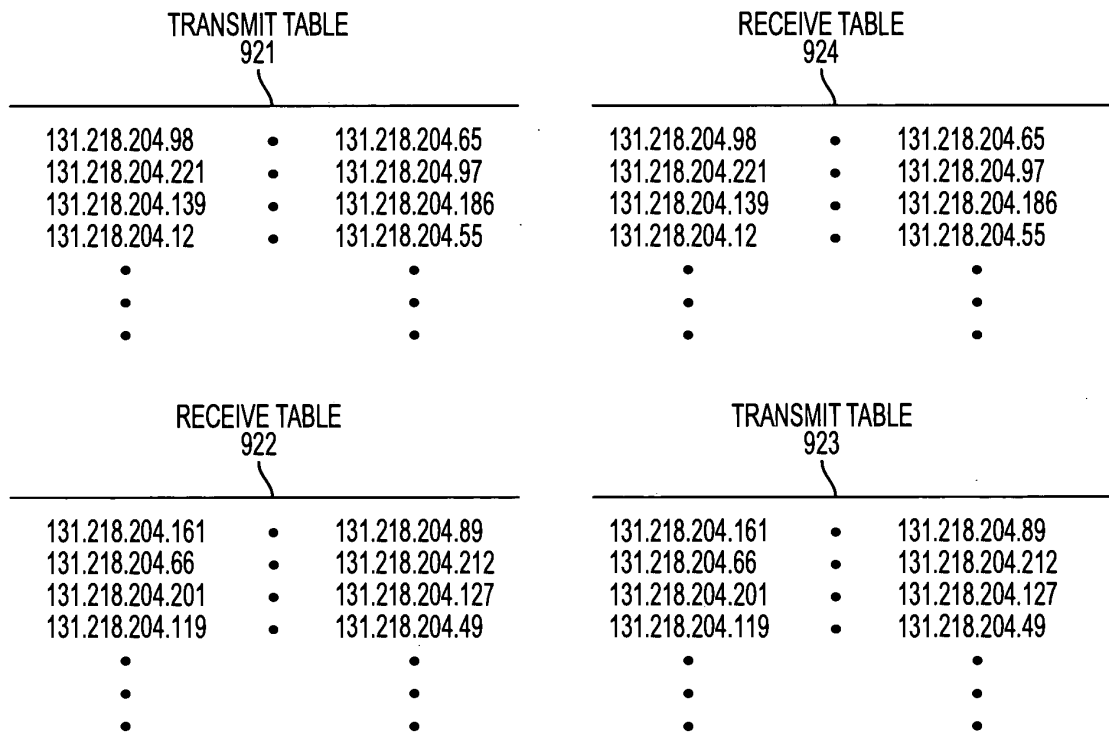 TRANSMIT TABLE
921
131.218.204.98 • 131.218.204.65
131.218.204.221 • 131.218.204.97
131.218.204.139 • 131.218.204.186
131.218.204.12 • 131.218.204.55
RECEIVE TABLE
924
131.218.204.98 • 131.218.204.65
131.218.204.221 • 131.218.204.97
131.218.204.139 • 131.218.204.186
131.218.204.12 • 131.218.204.55
RECEIVE TABLE
922
131.218.204.161 • 131.218.204.89
131.218.204.66 • 131.218.204.212
131.218.204.201 • 131.218.204.127
131.218.204.119 • 131.218.204.49
TRANSMIT TABLE
923
131.218.204.161 • 131.218.204.89
131.218.204.66 • 131.218.204.212
131.218.204.201 • 131.218.204.127
131.218.204.119 • 131.218.204.49